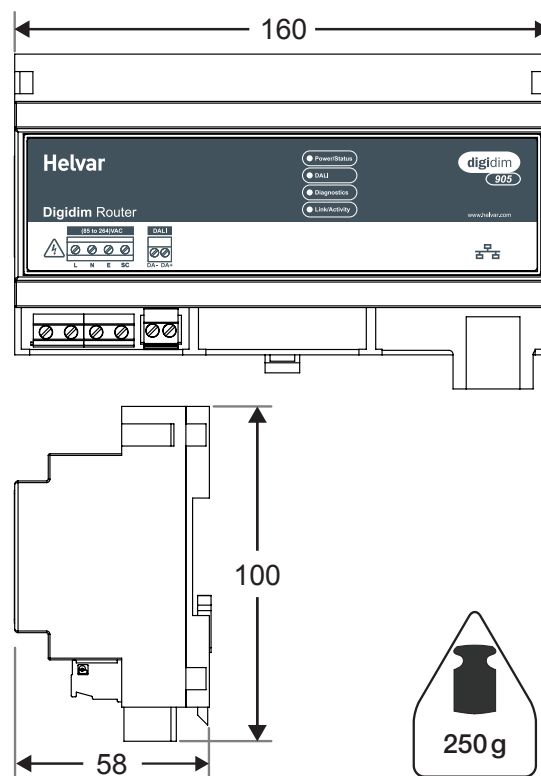 160
Helvar
Digidim Router
Power/Status
DALI
Diagnostics
Link/Activity
digidim
905
www.helvar.com
(85 to 264)VAC
DALI
L N E SC
DA- DA+
100
58
250 g